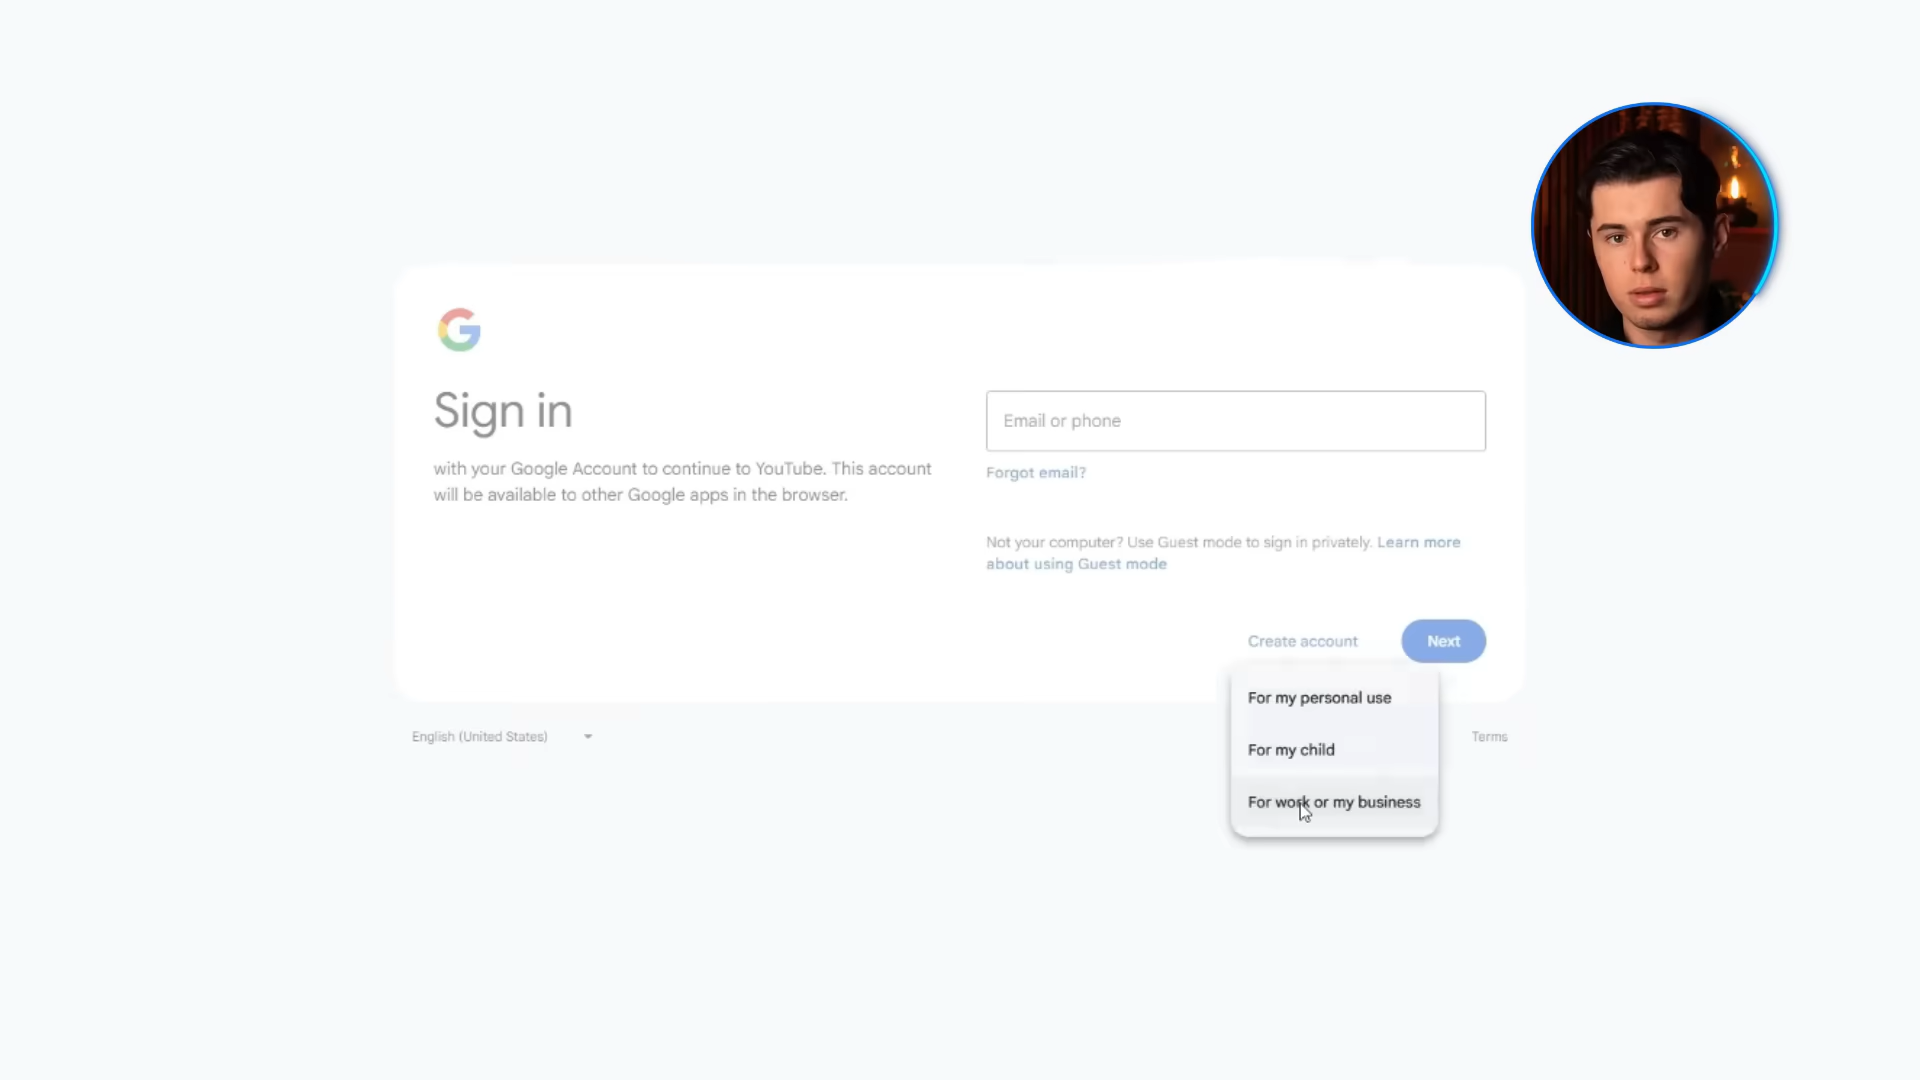 Sign in
with your Google Account to continue to YouTube. This account
will be available to other Google apps in the browser.
Email or phone
Forgot email?
Not your computer? Use Guest mode to sign in privately. Learn more
about using Guest mode
Create account
Next
For my personal use
For my child
For work or my business
English (United States)
Terms